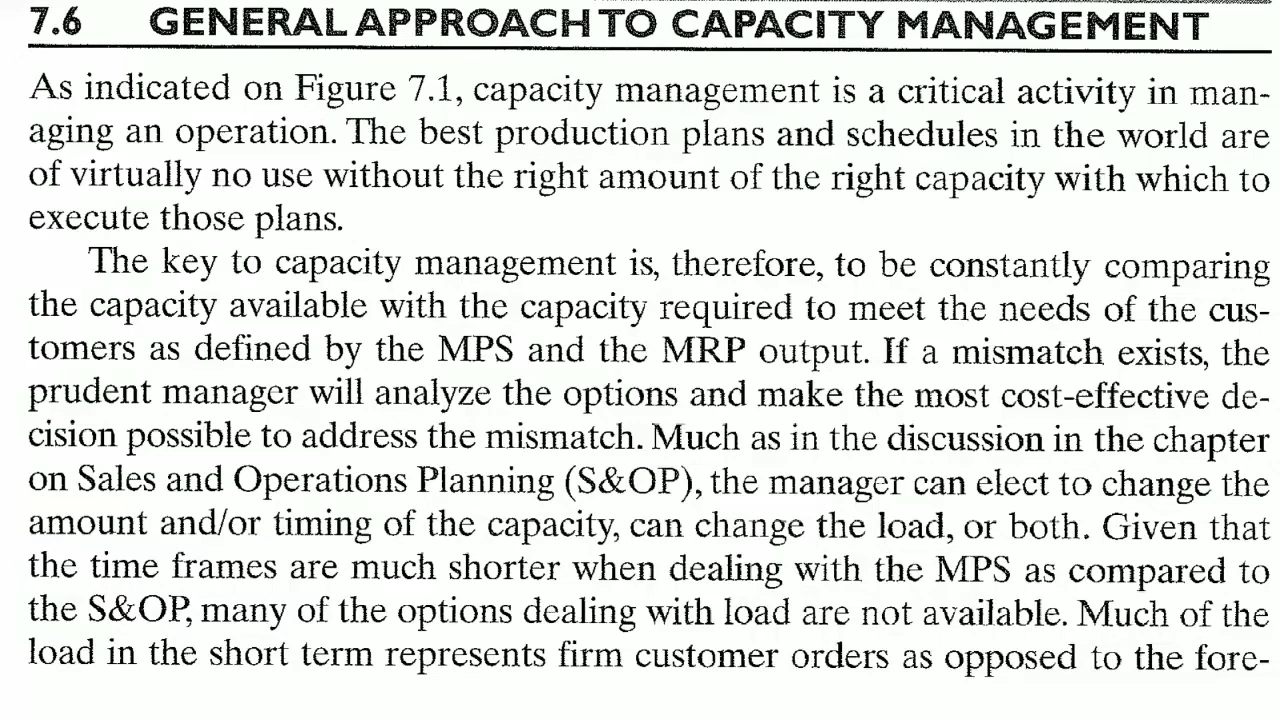 7.6 GENERAL APPROACH TO CAPACITY MANAGEMENT
As indicated on Figure 7.1, capacity management is a critical activity in man-
aging an operation. The best production plans and schedules in the world are
of virtually no use without the right amount of the right capacity with which to
execute those plans.
The key to capacity management is, therefore, to be constantly comparing
the capacity available with the capacity required to meet the needs of the cus-
tomers as defined by the MPS and the MRP output. If a mismatch exists, the
prudent manager will analyze the options and make the most cost-effective de-
cision possible to address the mismatch. Much as in the discussion in the chapter
on Sales and Operations Planning (S&OP), the manager can elect to change the
amount and/or timing of the capacity, can change the load, or both. Given that
the time frames are much shorter when dealing with the MPS as compared to
the S&OP, many of the options dealing with load are not available. Much of the
load in the short term represents firm customer orders as opposed to the fore-